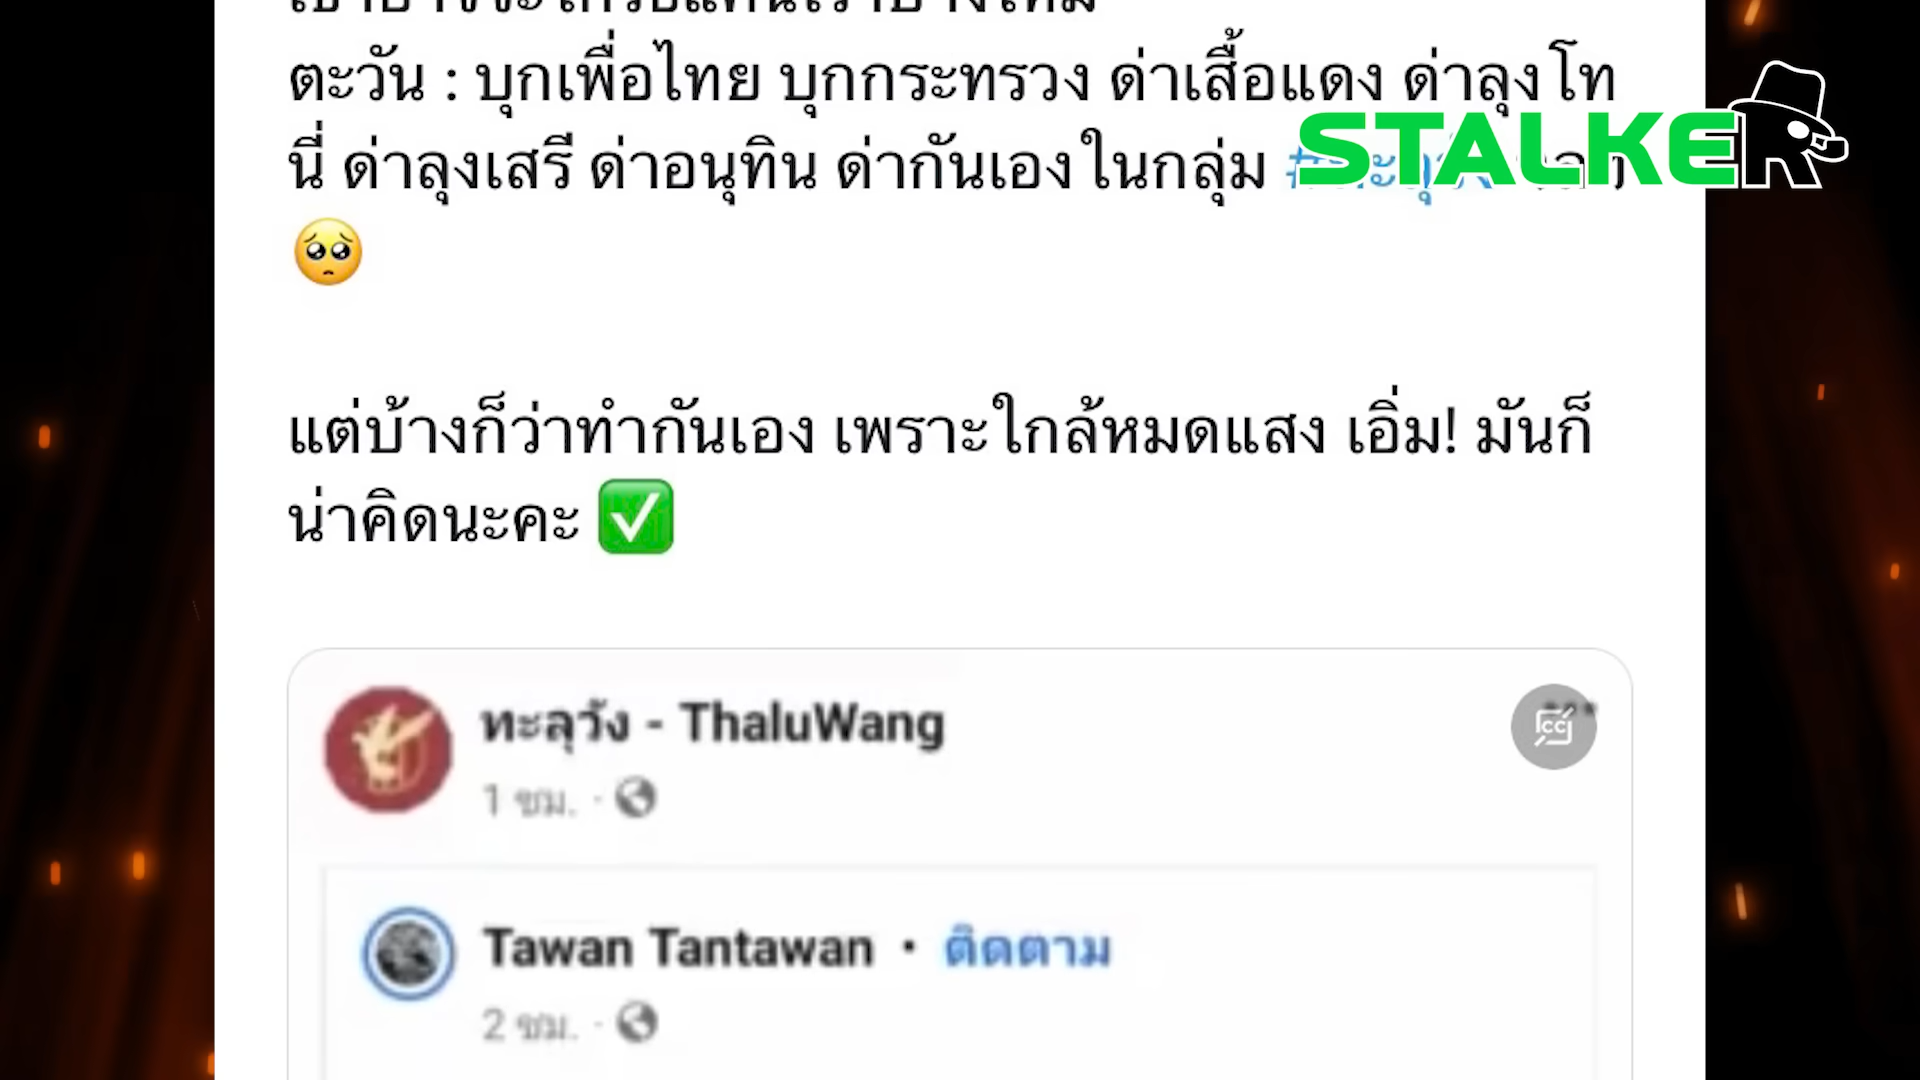 ตะวัน : บุกเพื่อไทย บุกกระทรวง ด่าเสื้อแดง ด่าลุงโท
นี่ ด่าลุงเสรี ด่าอนุทิน ด่ากันเองในกลุ่ม
STALKER
แต่บ้างก็ว่าทำกันเอง เพราะใกล้หมดแสง เอิ่ม! มันก็
น่าคิดนะคะ ✅
ทะลุวัง - ThaluWang
1 ชม. ·
Tawan Tantawan · ติดตาม
2 ชม. ·